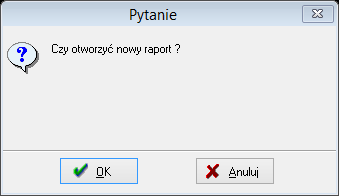 Pytanie
Czy otworzyć nowy raport ?
OK
Anuluj